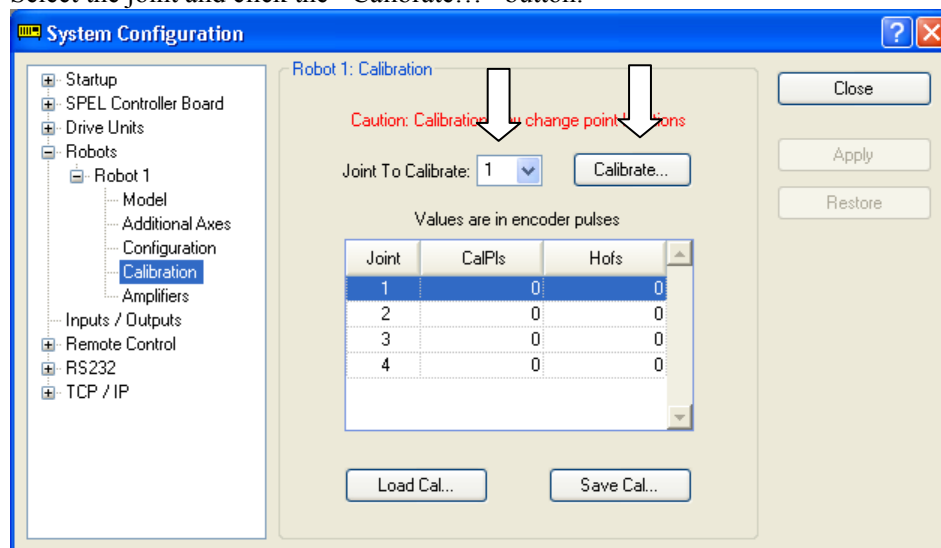 Select the joint and click the "Calibrate…" button.
System Configuration
Startup
SPEL Controller Board
Drive Units
Robots
Robot 1
Model
Additional Axes
Configuration
Calibration
Amplifiers
Inputs / Outputs
Remote Control
RS232
TCP / IP
Robot 1: Calibration
Caution: Calibration change point
Joint To Calibrate: 1 Calibrate...
Values are in encoder pulses
Joint CalPls Hofs
1 0 0
2 0 0
3 0 0
4 0 0
Load Cal... Save Cal...
Close
Apply
Restore